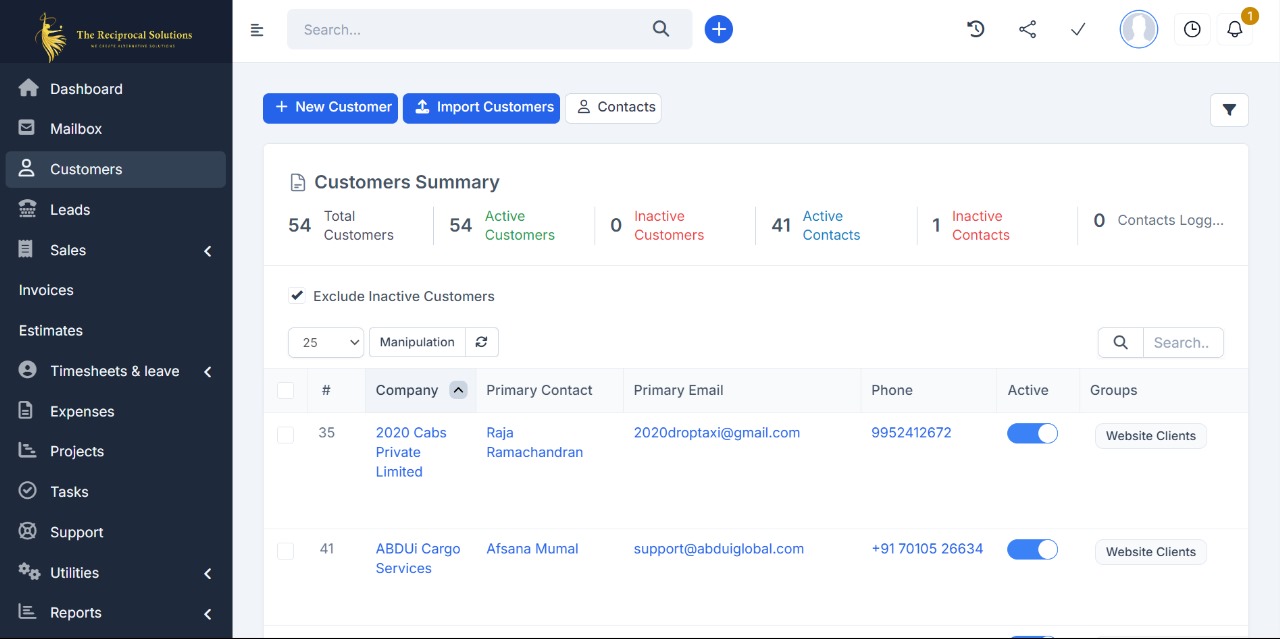 The Reciprocal Solutions
WE CREATE ALTERNATIVE SOLUTIONS
Search...
1
Dashboard
Mailbox
Customers
Leads
Sales
Invoices
Estimates
Timesheets & leave
Expenses
Projects
Tasks
Support
Utilities
Reports
New Customer
Import Customers
Contacts
Customers Summary
54 Total Customers
54 Active Customers
0 Inactive Customers
41 Active Contacts
1 Inactive Contacts
0 Contacts Logg...
Exclude Inactive Customers
25 Manipulation Search..
# Company Primary Contact Primary Email Phone Active Groups
35 2020 Cabs Raja 2020droptaxi@gmail.com 9952412672 Website Clients
Private Ramachandran
Limited
41 ABDUi Cargo Afsana Mumal support@abduiglobal.com +91 70105 26634 Website Clients
Services